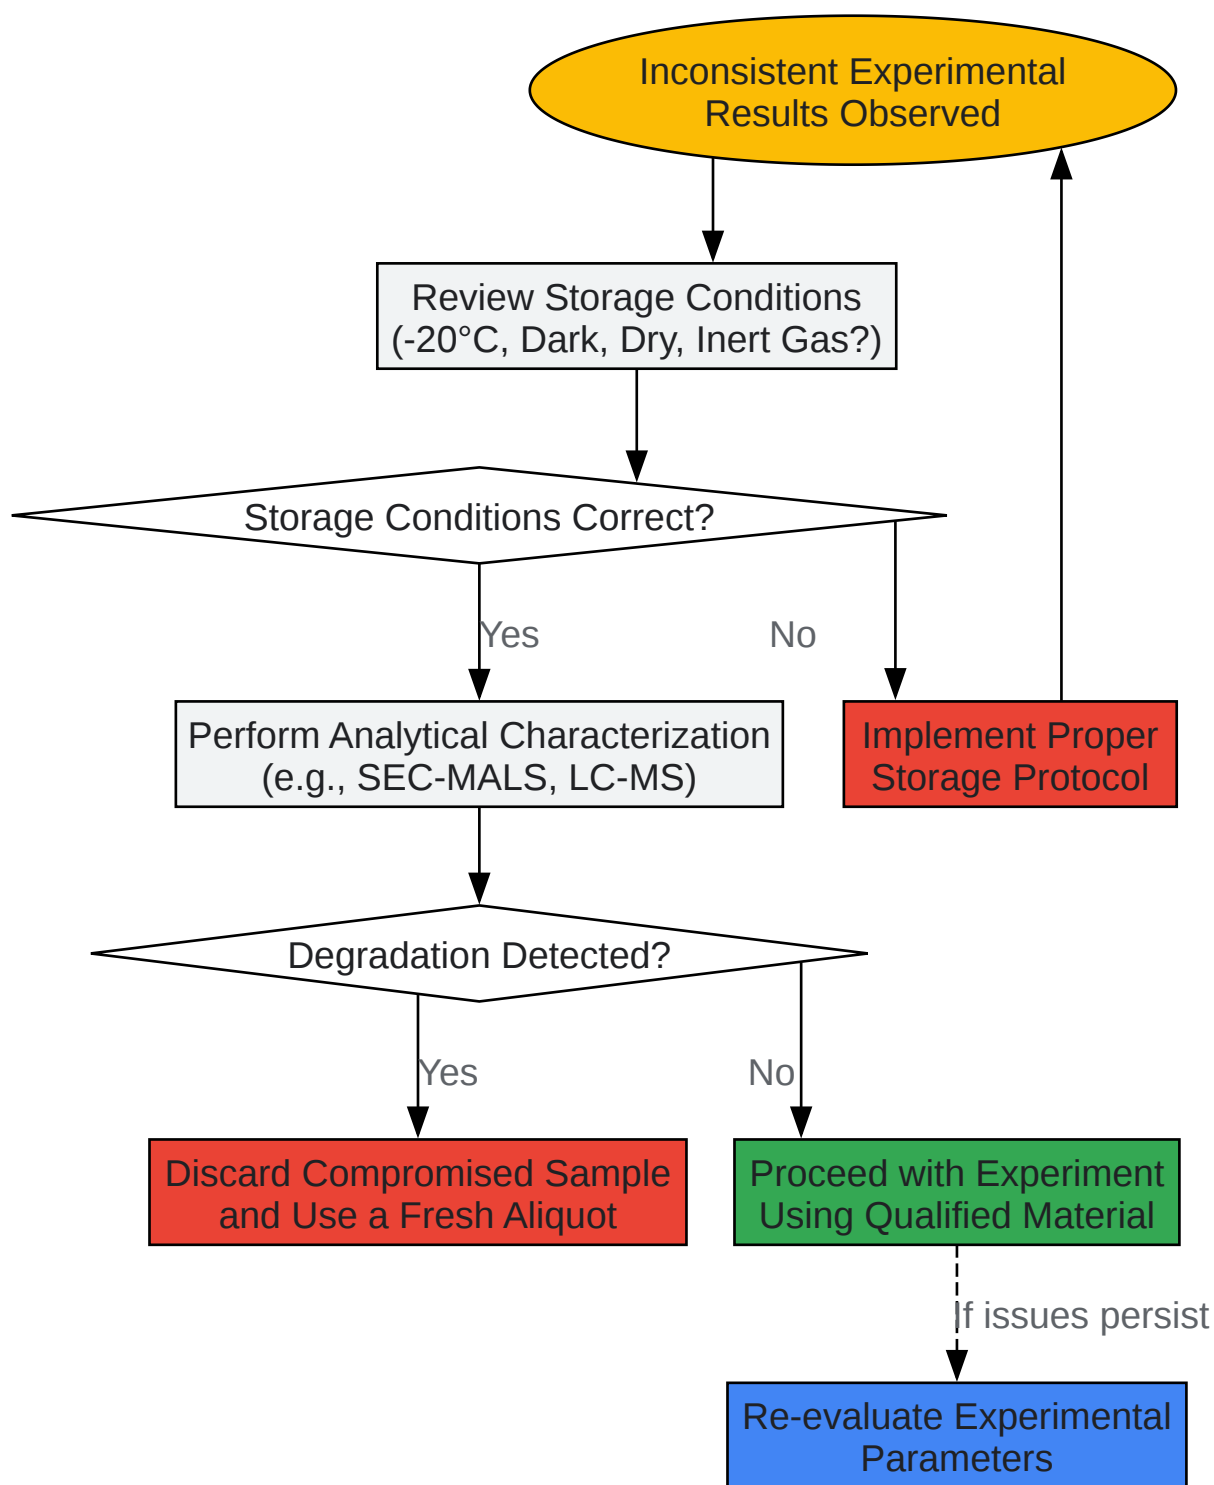 Inconsistent Experimental
Results Observed
Review Storage Conditions
(-20°C, Dark, Dry, Inert Gas?)
Storage Conditions Correct?
Yes
No
Perform Analytical Characterization
(e.g., SEC-MALS, LC-MS)
Implement Proper
Storage Protocol
Degradation Detected?
Yes
No
Discard Compromised Sample
and Use a Fresh Aliquot
Proceed with Experiment
Using Qualified Material
If issues persist
Re-evaluate Experimental
Parameters